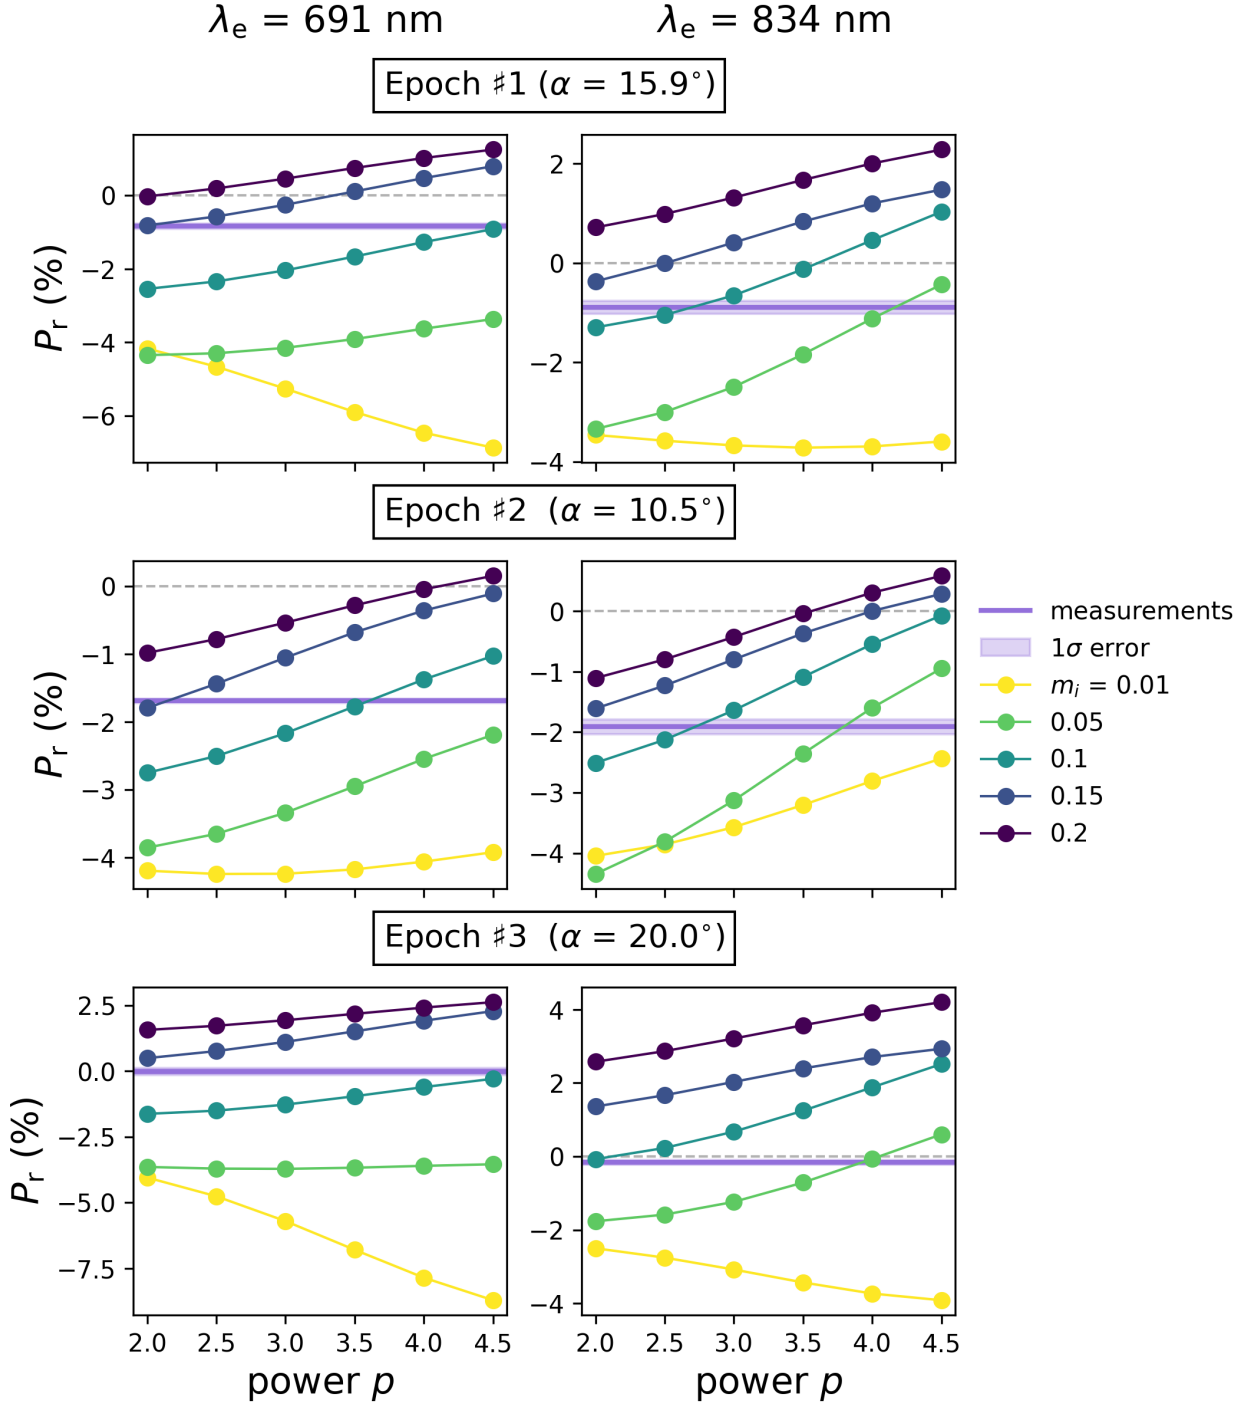 λe = 691 nm
λe = 834 nm
Epoch ♯1 (α = 15.9°)
0
−2
−4
−6
2
0
−2
−4
Pr (%)
Epoch ♯2 (α = 10.5°)
0
−1
−2
−3
−4
0
−1
−2
−3
−4
Pr (%)
measurements
1σ error
mi = 0.01
0.05
0.1
0.15
0.2
Epoch ♯3 (α = 20.0°)
2.5
0.0
−2.5
−5.0
−7.5
4
2
0
−2
−4
Pr (%)
2.0 2.5 3.0 3.5 4.0 4.5
2.0 2.5 3.0 3.5 4.0 4.5
power p
power p